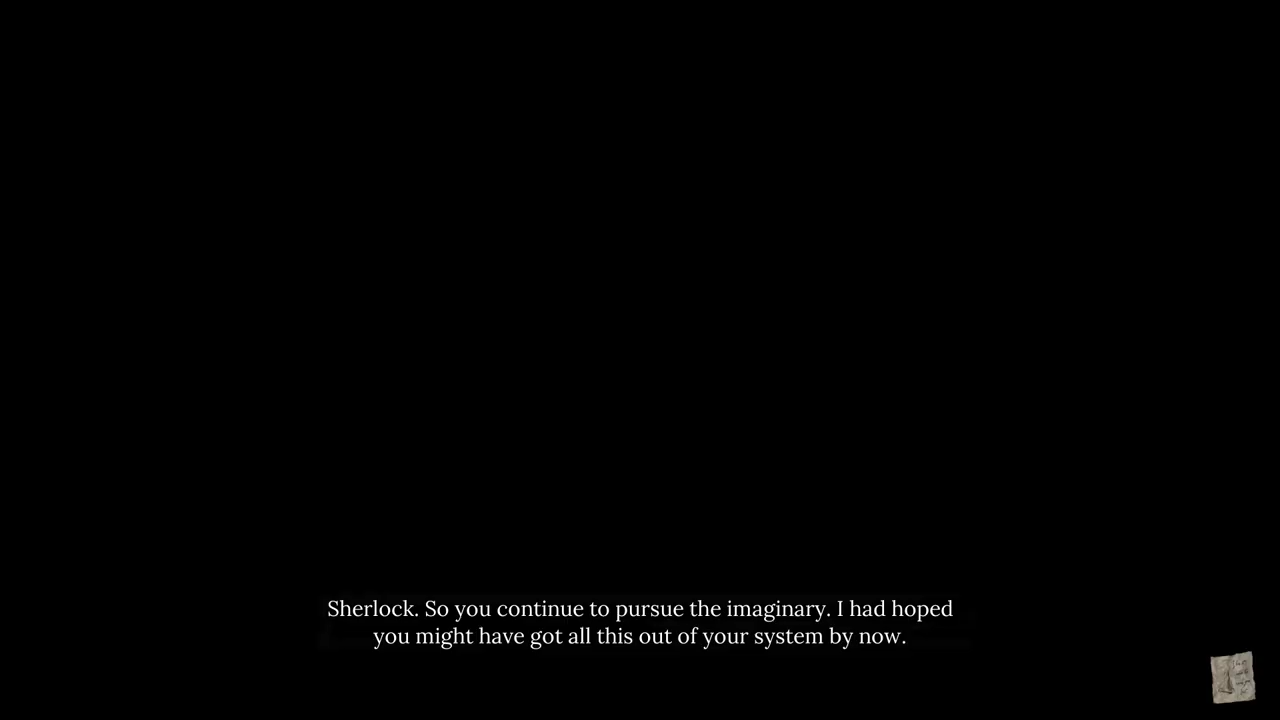 Sherlock. So you continue to pursue the imaginary. I had hoped
you might have got all this out of your system by now.